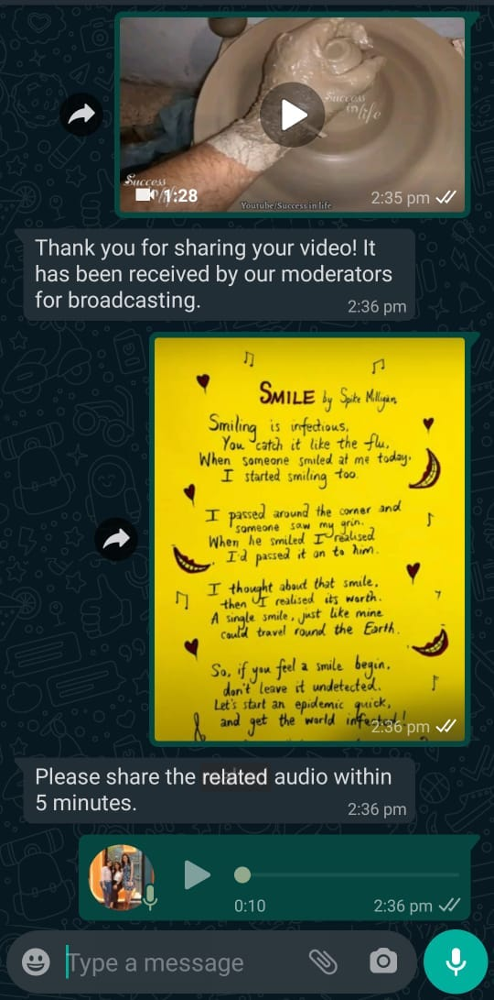 Success
in life
Success
in life
1:28
Youtube/Success in life
2:35 pm
Thank you for sharing your video! It
has been received by our moderators
for broadcasting.
2:36 pm
SMILE by Spike Milligan
Smiling is infectious,
You catch it like the flu,
When someone smiled at me today,
I started smiling too.
I passed around the corner and
someone saw my grin.
When he smiled I realised
I'd passed it on to him.
I thought about that smile,
then I realised its worth.
A single smile, just like mine
could travel round the Earth.
So, if you feel a smile begin,
don't leave it undetected.
Let's start an epidemic quick,
and get the world infected!
2:36 pm
Please share the related audio within
5 minutes.
2:36 pm
0:10
2:36 pm
Type a message